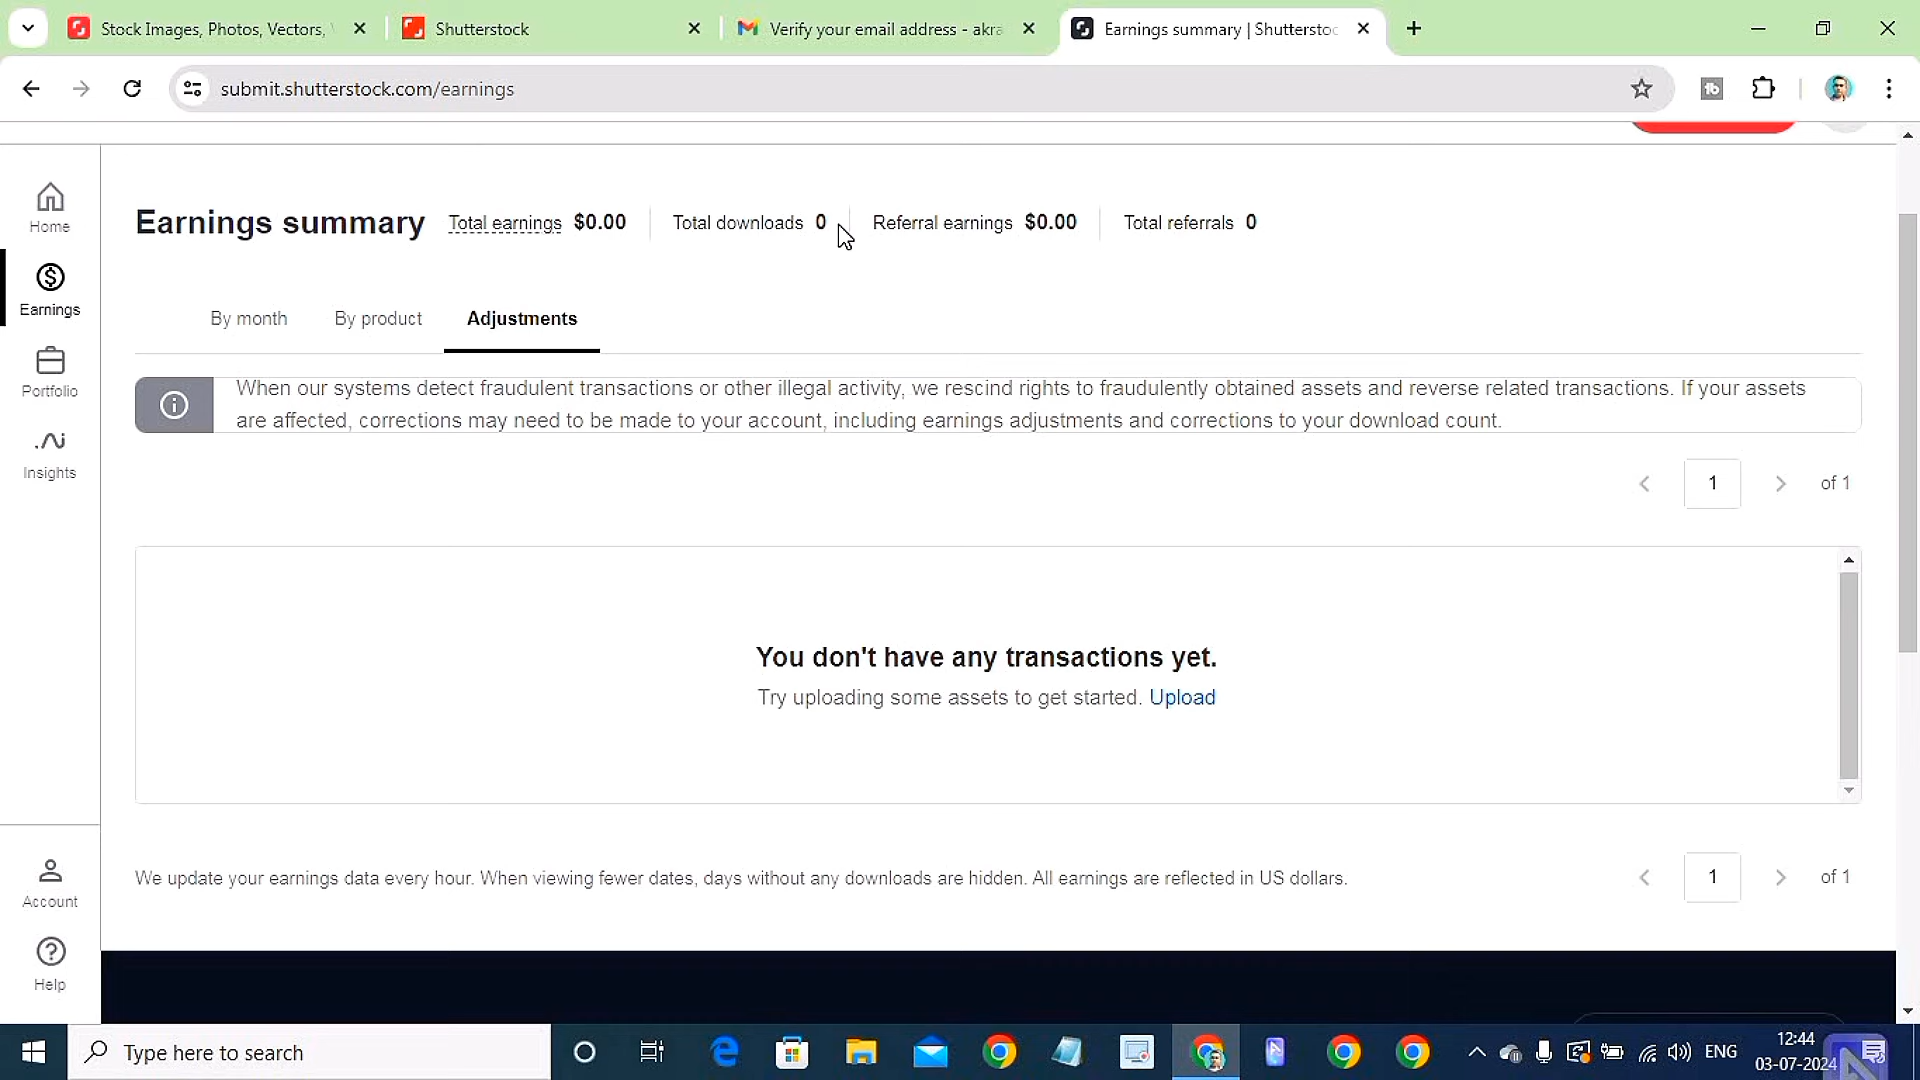 Stock Images, Photos, Vectors,
Shutterstock
Verify your email address - akra
Earnings summary | Shutterstoc
submit.shutterstock.com/earnings
Home
Earnings
Portfolio
Insights
Account
Help
Earnings summary Total earnings $0.00 Total downloads 0 Referral earnings $0.00 Total referrals 0
By month By product Adjustments
When our systems detect fraudulent transactions or other illegal activity, we rescind rights to fraudulently obtained assets and reverse related transactions. If your assets
are affected, corrections may need to be made to your account, including earnings adjustments and corrections to your download count.
1 of 1
You don't have any transactions yet.
Try uploading some assets to get started. Upload
We update your earnings data every hour. When viewing fewer dates, days without any downloads are hidden. All earnings are reflected in US dollars.
1 of 1
Type here to search
ENG
12:44
03-07-2024